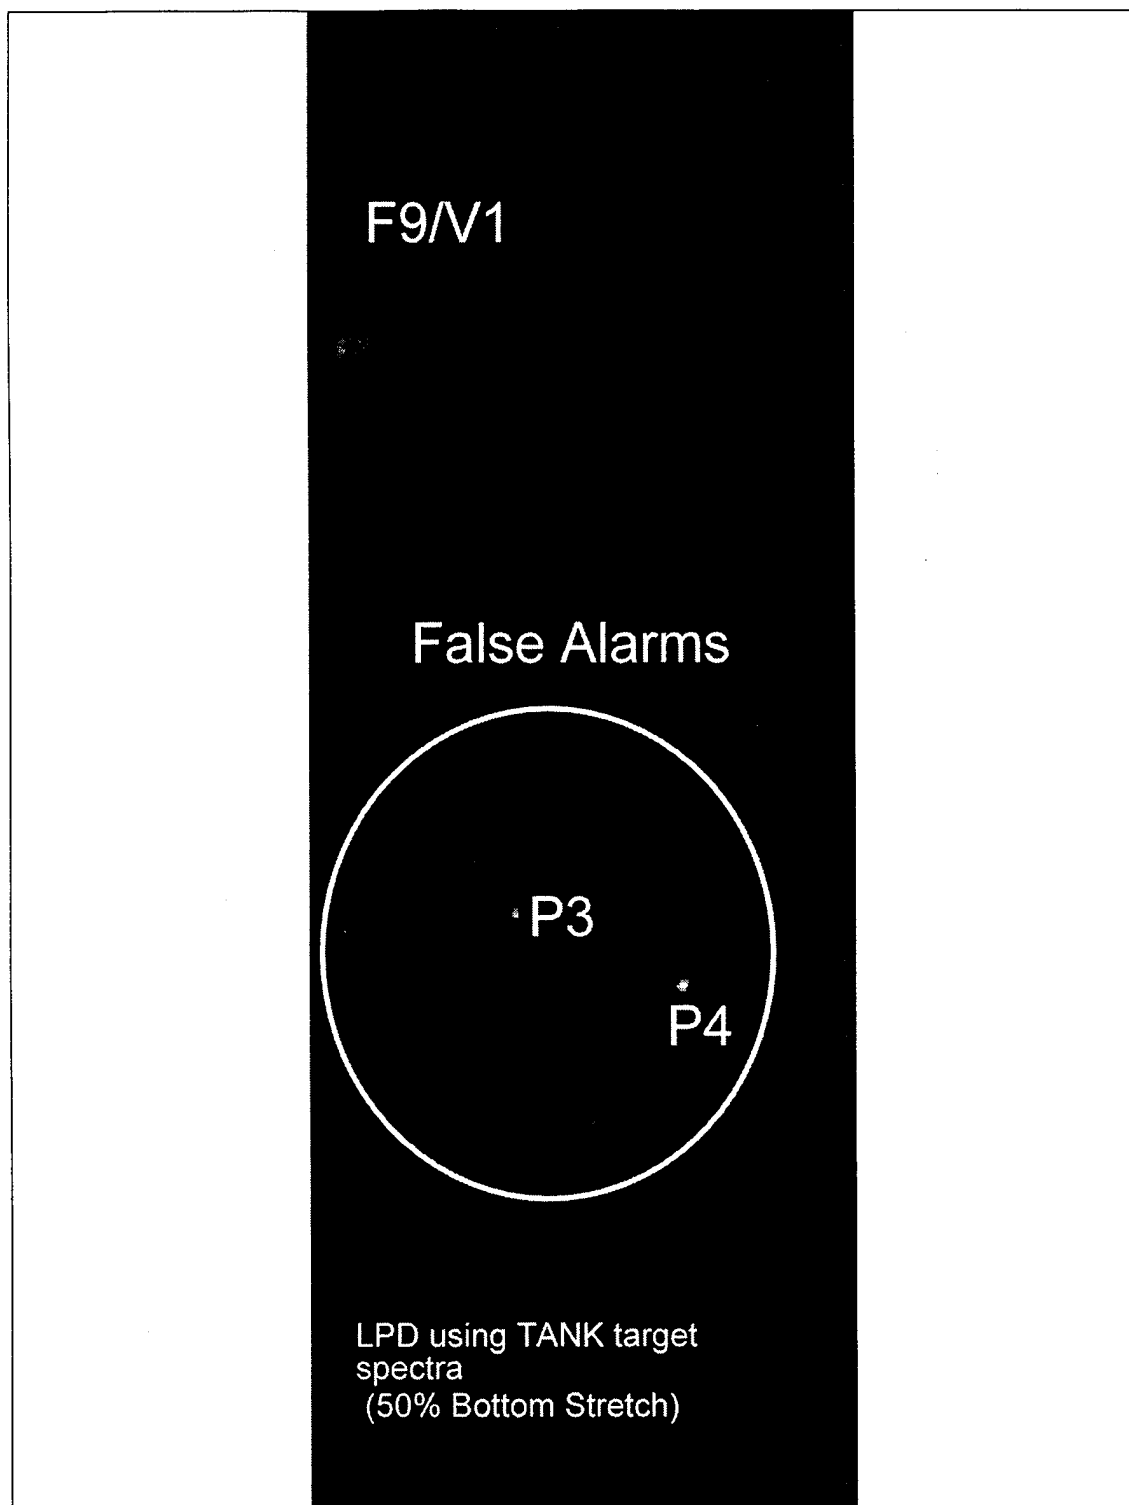 F9/V1
False Alarms
P3
P4
LPD using TANK target
spectra
(50% Bottom Stretch)